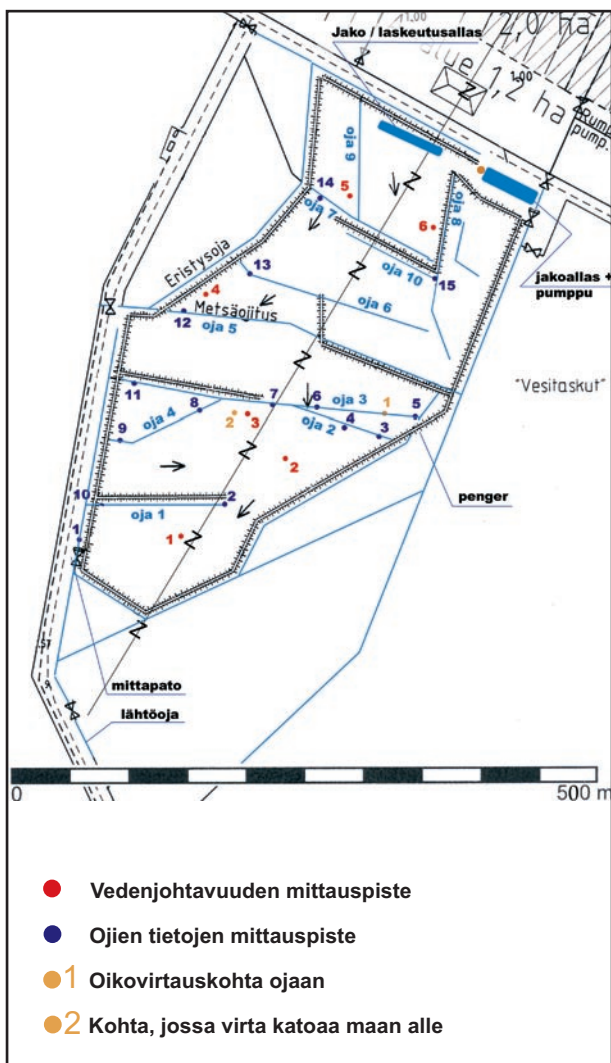 1,00
2,0 ha
Jako / laskeutusallas
alue 1,2 ha
1,00
pump.
oja 9
14
5
oja 7
6
oja 8
oja 10
15
jakoallas +
pumppu
Eristysoja
13
4
Metsäojitus
oja 6
12
oja 5
"Vesitaskut"
11
8
7
6
oja 3
5
oja 4
2
3
1
4
oja 2
3
9
2
penger
10
2
oja 1
1
1
mittapato
lähtöoja
0
500 m
Vedenjohtavuuden mittauspiste
Ojien tietojen mittauspiste
1 Oikovirtauskohta ojaan
2 Kohta, jossa virta katoaa maan alle